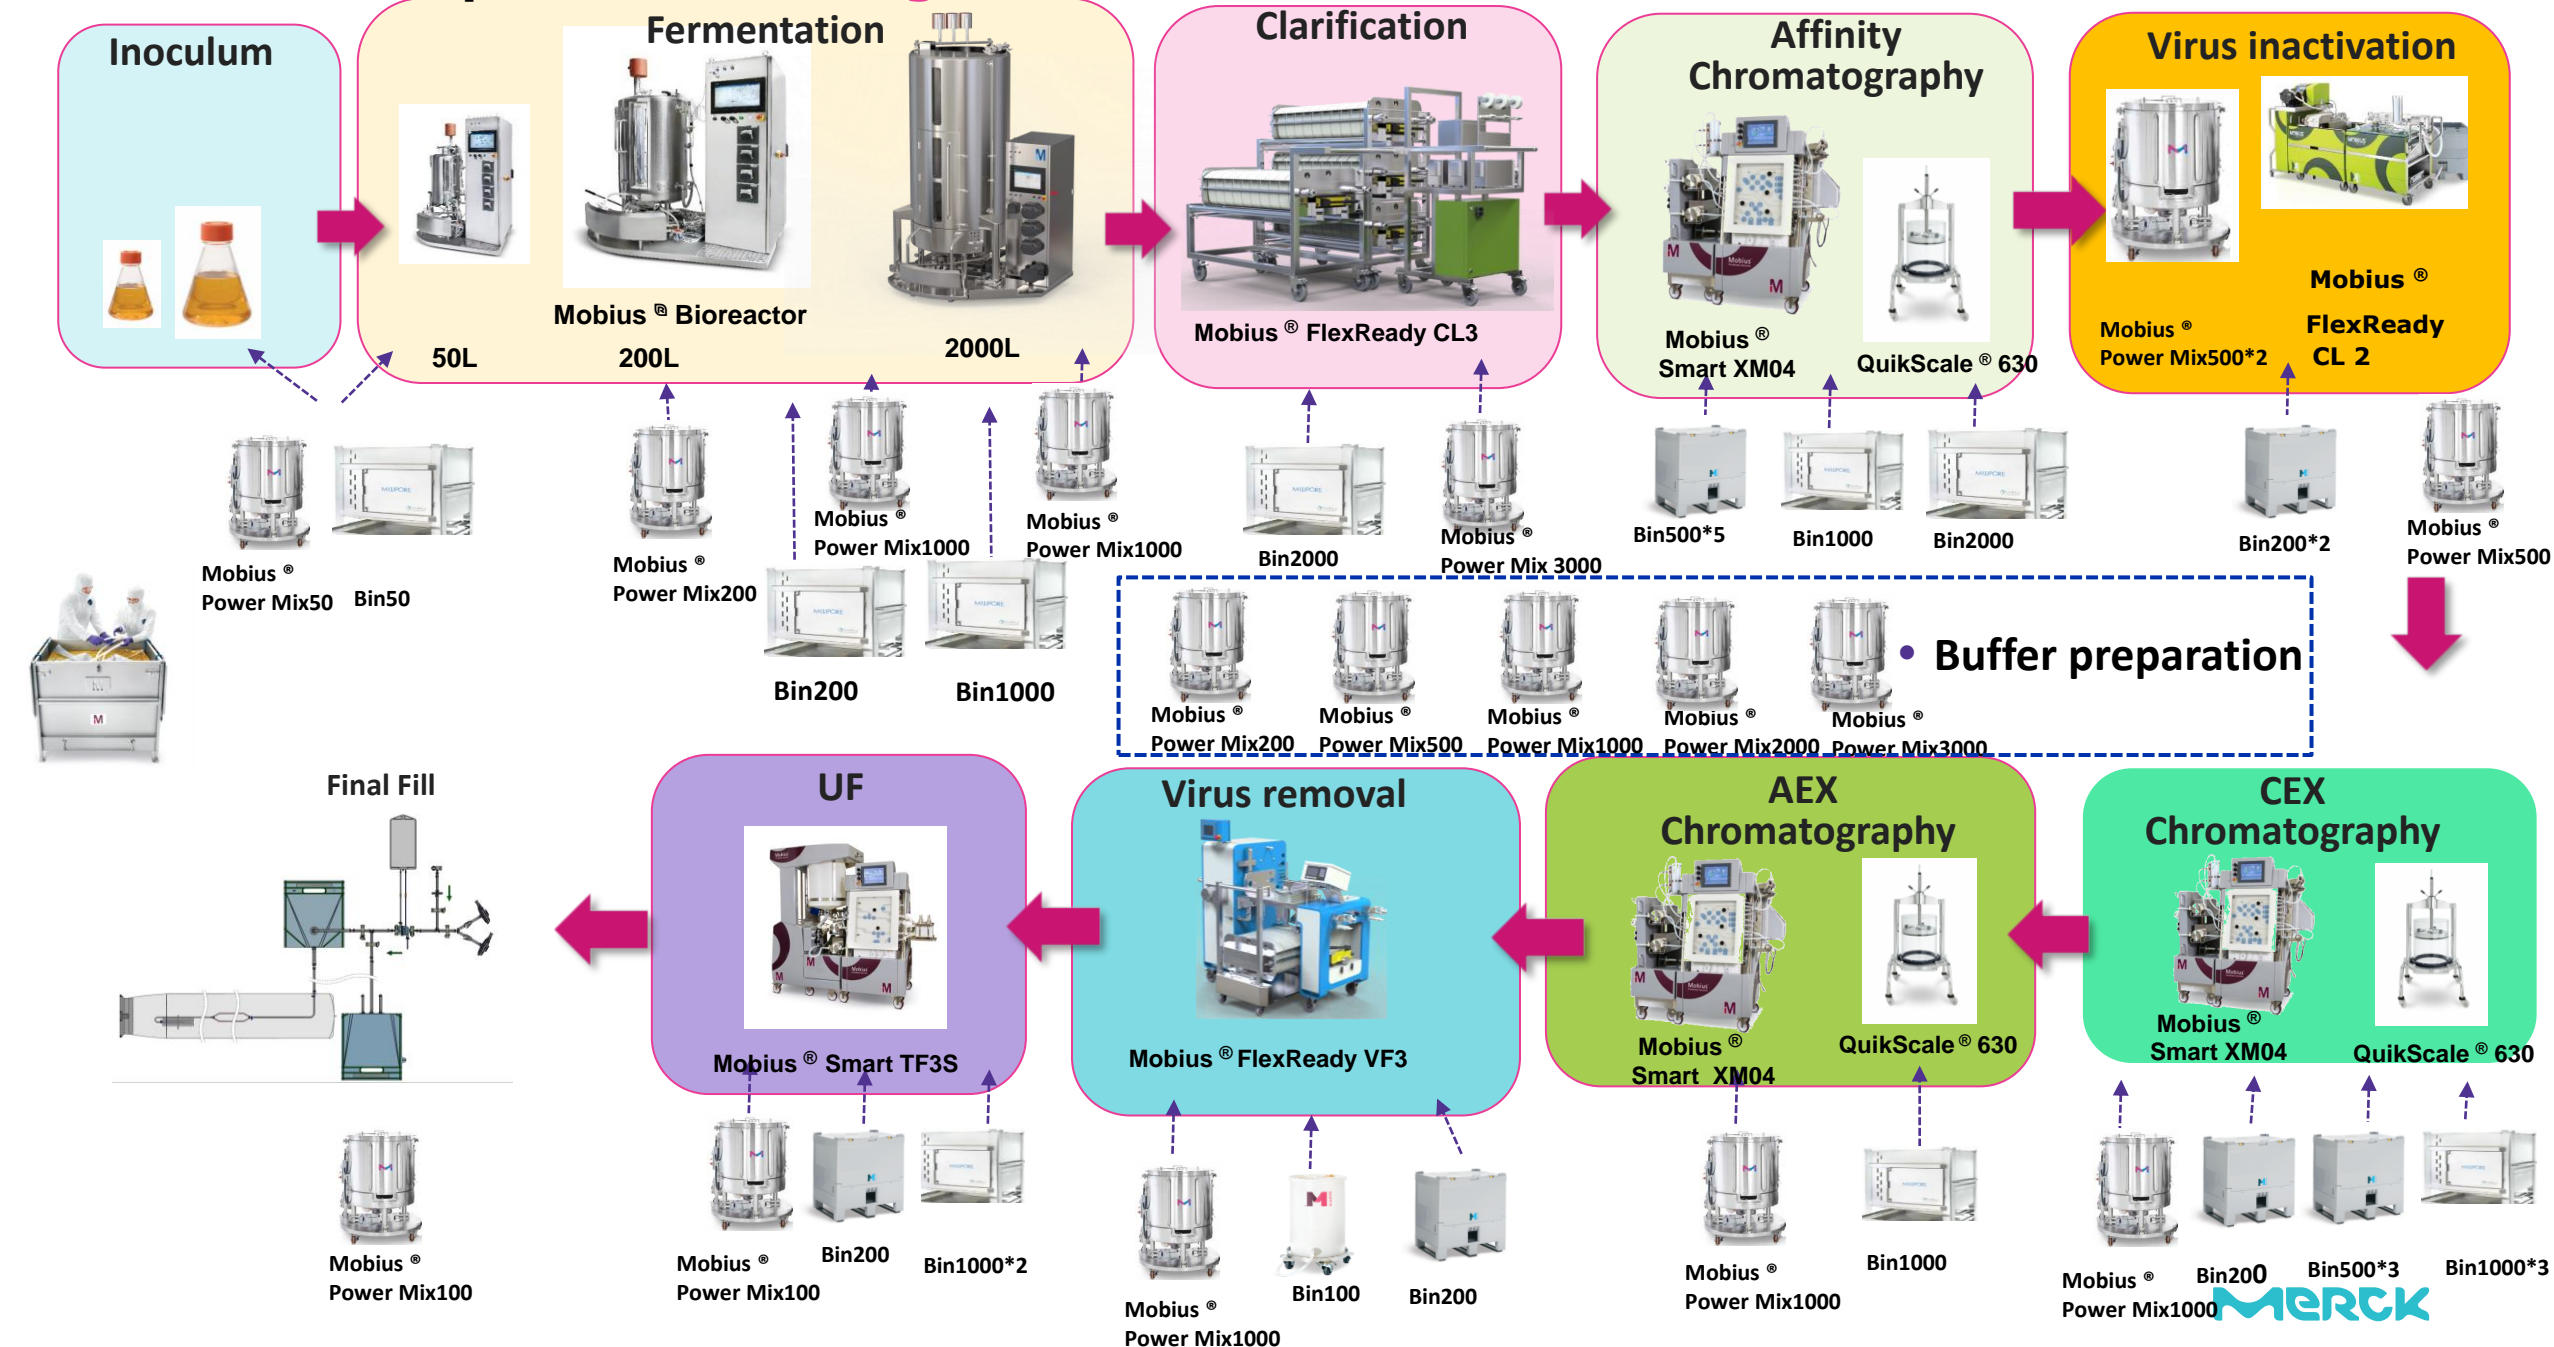 Inoculum
Fermentation
Clarification
Affinity
Chromatography
Virus inactivation
Mobius ® Bioreactor
50L
200L
2000L
Mobius ® FlexReady CL3
Mobius ®
Smart XM04
QuikScale ® 630
Mobius ®
Power Mix500*2
Mobius ®
FlexReady
CL 2
Mobius ®
Power Mix50
Bin50
Mobius ®
Power Mix200
Bin200
Mobius ®
Power Mix1000
Bin1000
Mobius ®
Power Mix1000
Bin2000
Mobius ®
Power Mix 3000
Bin500*5
Bin1000
Bin2000
Bin200*2
Mobius ®
Power Mix500
Mobius ®
Power Mix200
Mobius ®
Power Mix500
Mobius ®
Power Mix1000
Mobius ®
Power Mix2000
Mobius ®
Power Mix3000
• Buffer preparation
Final Fill
UF
Virus removal
AEX
Chromatography
CEX
Chromatography
Mobius ® Smart TF3S
Mobius ® FlexReady VF3
Mobius ®
Smart XM04
QuikScale ® 630
Mobius ®
Smart XM04
QuikScale ® 630
Mobius ®
Power Mix100
Mobius ®
Power Mix100
Bin200
Bin1000*2
Mobius ®
Power Mix1000
Bin100
Bin200
Mobius ®
Power Mix1000
Bin1000
Mobius ®
Power Mix1000
Bin200
Bin500*3
Bin1000*3
MERCK